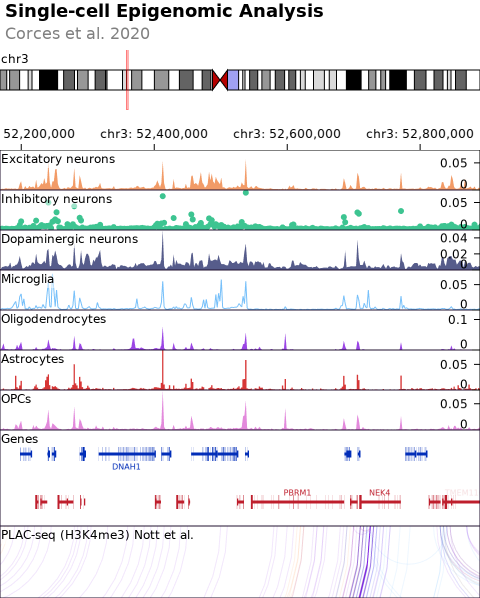 Single-cell Epigenomic Analysis
Corces et al. 2020
chr3
52,200,000 chr3: 52,400,000 chr3: 52,600,000 chr3: 52,800,000
Excitatory neurons 0.05
0
Inhibitory neurons 0.05
0
Dopaminergic neurons 0.04
0.02
0
Microglia 0.05
0
Oligodendrocytes 0.1
0
Astrocytes 0.05
0
OPCs 0.05
0
Genes
DNAH1
PBRM1 NEK4
PLAC-seq (H3K4me3) Nott et al.